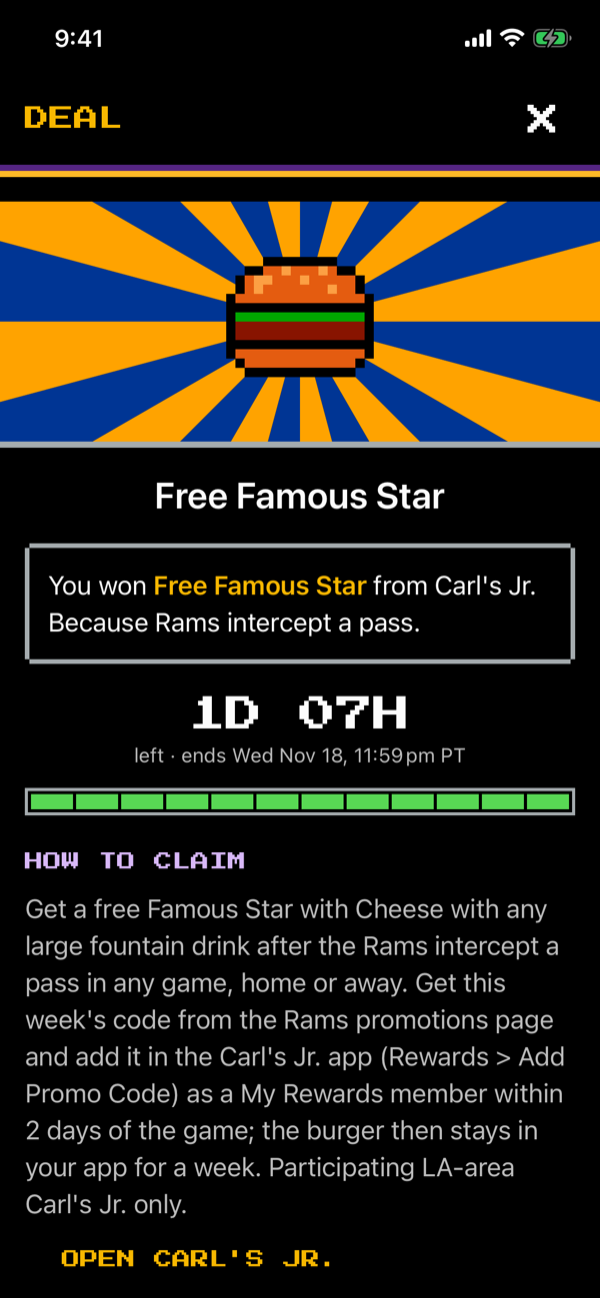 9:41
DEAL
Free Famous Star
You won Free Famous Star from Carl's Jr.
Because Rams intercept a pass.
1D 07H
left · ends Wed Nov 18, 11:59 pm PT
HOW TO CLAIM
Get a free Famous Star with Cheese with any
large fountain drink after the Rams intercept a
pass in any game, home or away. Get this
week's code from the Rams promotions page
and add it in the Carl's Jr. app (Rewards > Add
Promo Code) as a My Rewards member within
2 days of the game; the burger then stays in
your app for a week. Participating LA-area
Carl's Jr. only.
OPEN CARL'S JR.